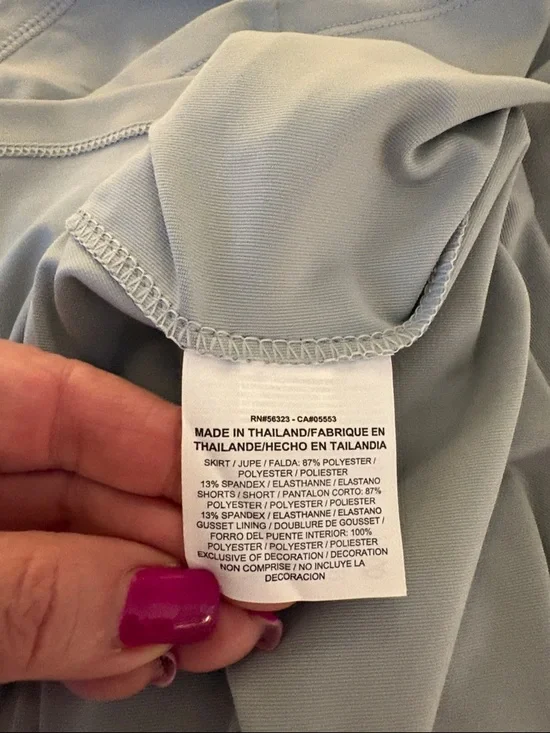 RN#56323 - CA#05553
MADE IN THAILAND/FABRIQUE EN
THAILANDE/HECHO EN TAILANDIA
SKIRT / JUPE / FALDA: 87% POLYESTER /
POLYESTER / POLIESTER
13% SPANDEX / ELASTHANNE / ELASTANO
SHORTS / SHORT / PANTALON CORTO: 87%
POLYESTER / POLYESTER / POLIESTER
13% SPANDEX / ELASTHANNE / ELASTANO
GUSSET LINING / DOUBLURE DE GOUSSET /
FORRO DEL PUENTE INTERIOR: 100%
POLYESTER / POLYESTER / POLIESTER
EXCLUSIVE OF DECORATION / DECORATION
NON COMPRISE / NO INCLUYE LA
DECORACION